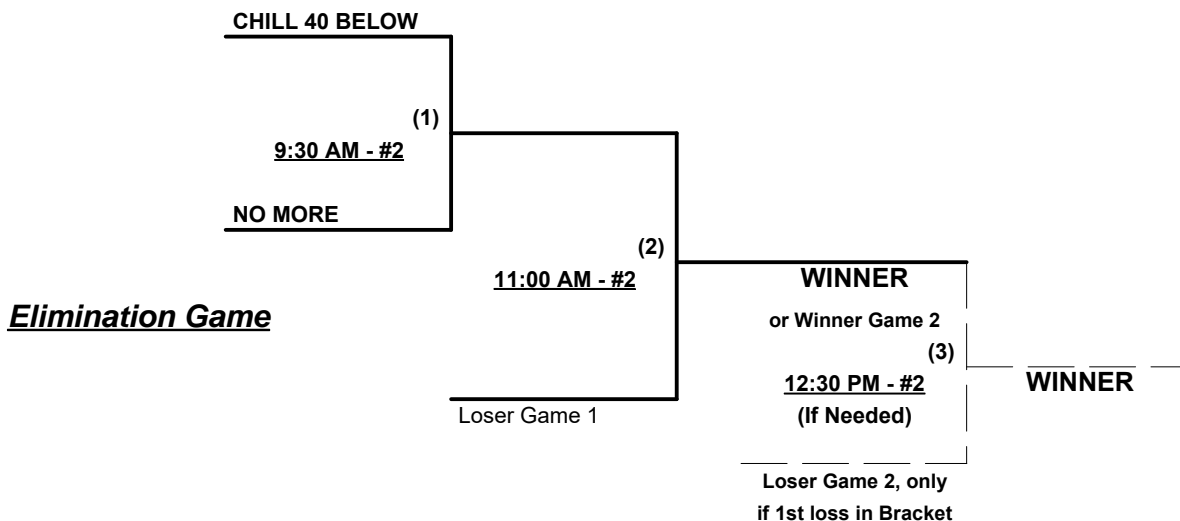 CHILL 40 BELOW
(1)
9:30 AM - #2
NO MORE
(2)
11:00 AM - #2
WINNER
Elimination Game
or Winner Game 2
(3)
12:30 PM - #2
WINNER
Loser Game 1
(If Needed)
Loser Game 2, only
if 1st loss in Bracket